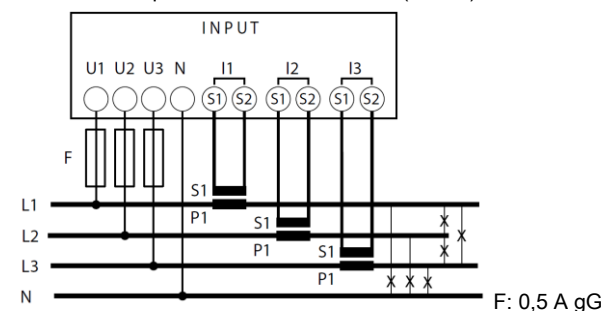 INPUT
U1 U2 U3 N I1 I2 I3
S1 S2 S1 S2 S1 S2
F
S1
L1
P1
S1
L2
P1
S1
L3
P1
N
F: 0,5 A gG